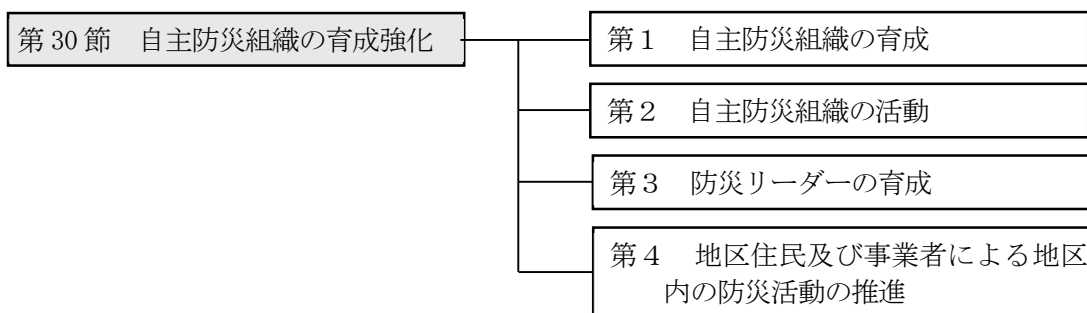 第 30 節　自主防災組織の育成強化
第１　自主防災組織の育成
第２　自主防災組織の活動
第３　防災リーダーの育成
第４　地区住民及び事業者による地区
内の防災活動の推進